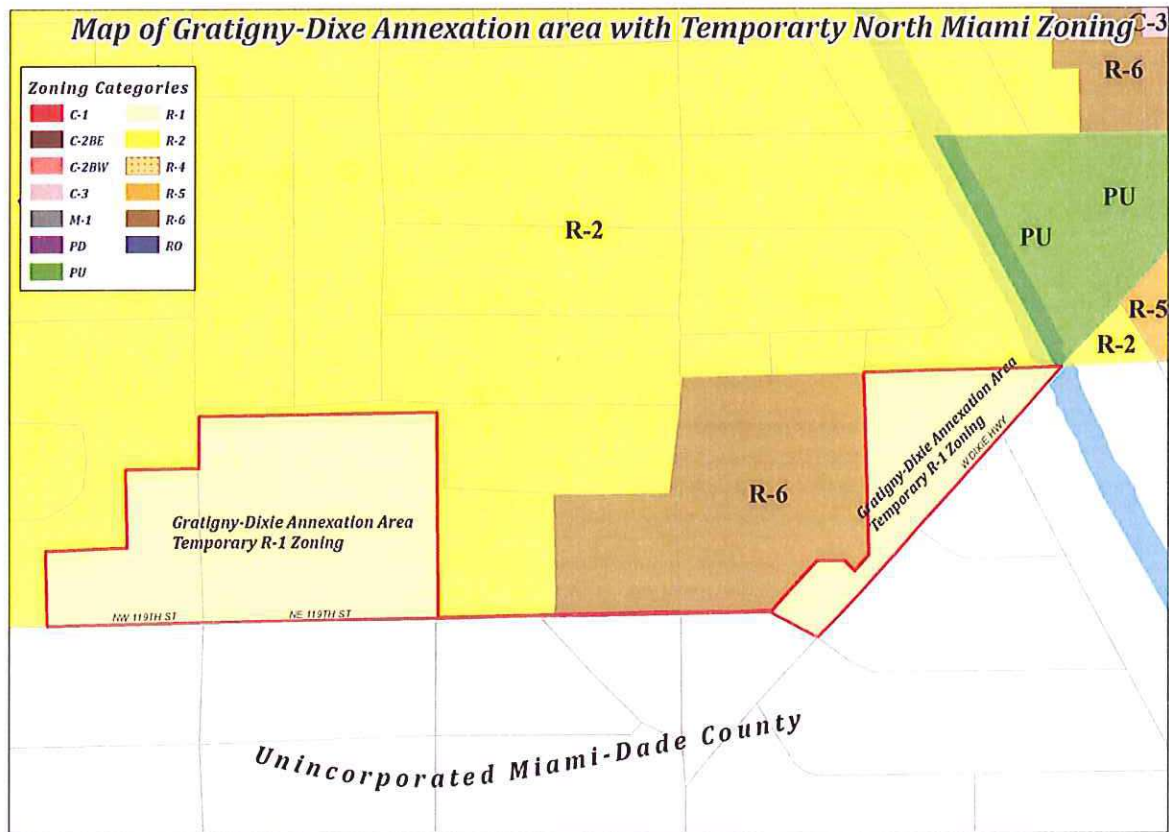 Map of Gratigny-Dixe Annexation area with Temporarty North Miami Zoning
C-3
R-6
Zoning Categories
C-1
R-1
C-2BE
R-2
C-2BW
R-4
C-3
R-5
M-1
R-6
PD
RO
PU
R-2
PU
PU
R-5
R-2
Gratigny-Dixie Annexation Area
Temporary R-1 Zoning
W DIXIE HWY
R-6
Gratigny-Dixie Annexation Area
Temporary R-1 Zoning
NW 119TH ST
NE 119TH ST
Unincorporated Miami-Dade County